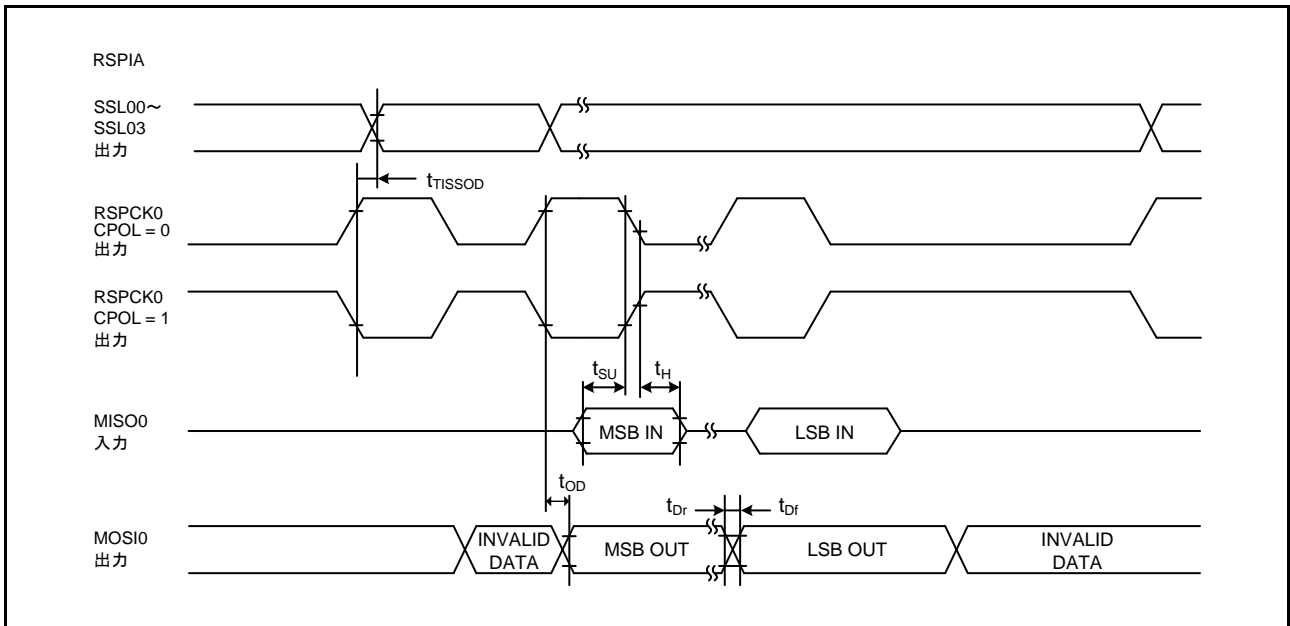 RSPIA
SSL00～
SSL03
出力
tTISSOD
RSPCK0
CPOL = 0
出力
RSPCK0
CPOL = 1
出力
tSU
tH
MISO0
入力
MSB IN
LSB IN
tOD
tDr
tDf
MOSI0
出力
INVALID
DATA
MSB OUT
LSB OUT
INVALID
DATA